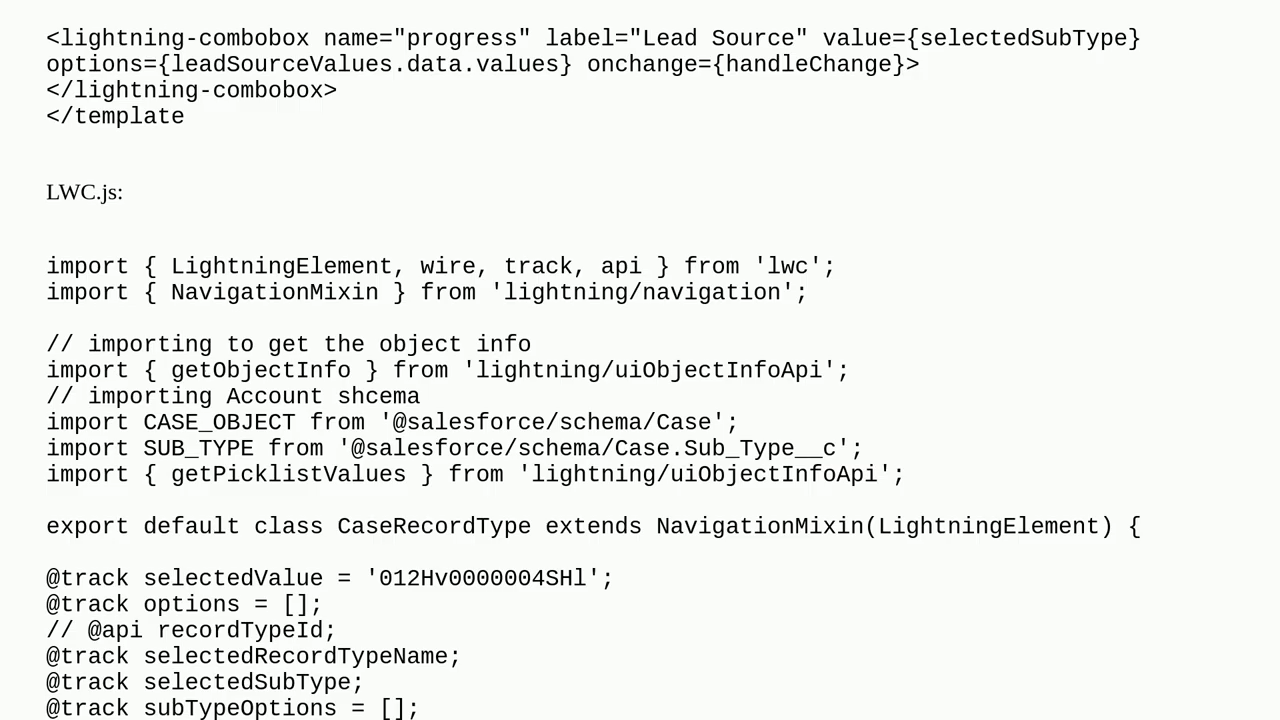 <lightning-combobox name="progress" label="Lead Source" value={selectedSubType}
options={leadSourceValues.data.values} onchange={handleChange}>
</lightning-combobox>
</template
LWC.js:
import { LightningElement, wire, track, api } from 'lwc';
import { NavigationMixin } from 'lightning/navigation';
// importing to get the object info
import { getObjectInfo } from 'lightning/uiObjectInfoApi';
// importing Account shcema
import CASE_OBJECT from '@salesforce/schema/Case';
import SUB_TYPE from '@salesforce/schema/Case.Sub_Type__c';
import { getPicklistValues } from 'lightning/uiObjectInfoApi';
export default class CaseRecordType extends NavigationMixin(LightningElement) {
@track selectedValue = '012Hv0000004SHl';
@track options = [];
// @api recordTypeId;
@track selectedRecordTypeName;
@track selectedSubType;
@track subTypeOptions = [];